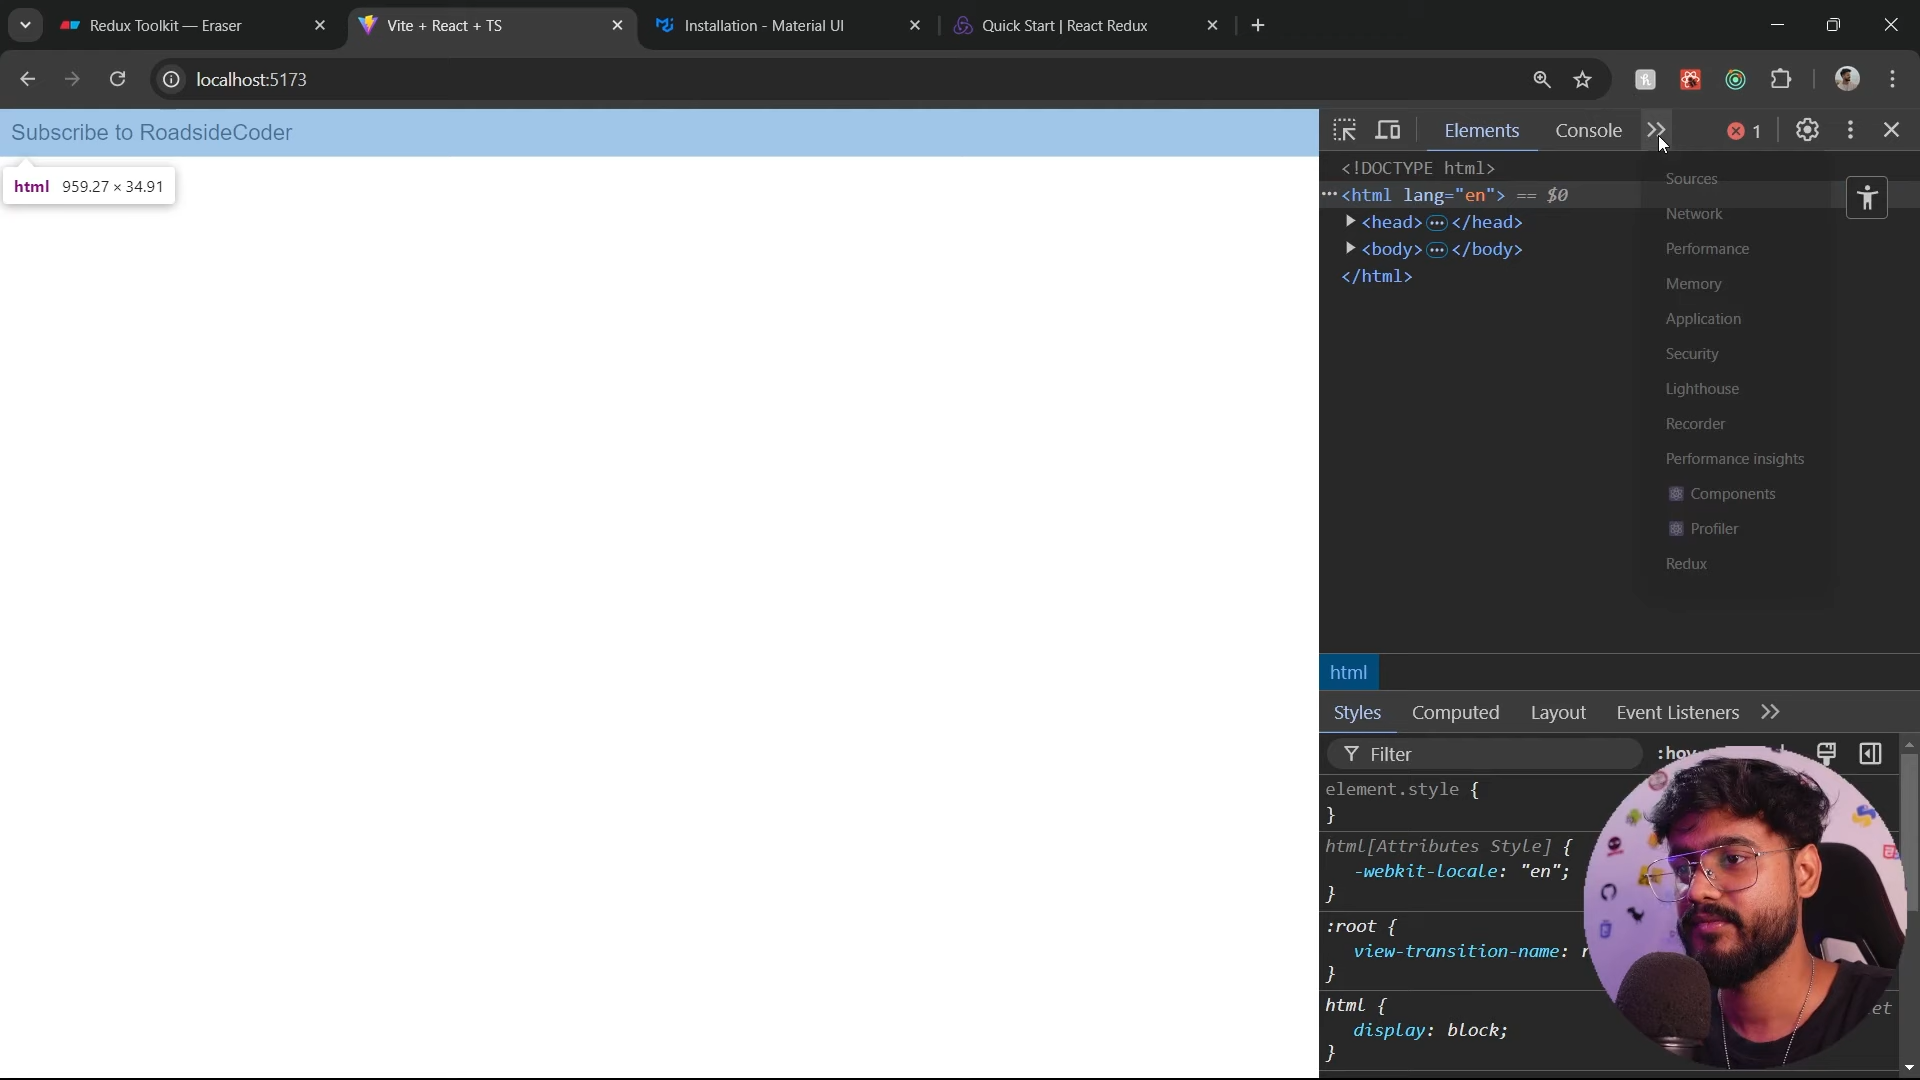 Redux Toolkit — Eraser
Vite + React + TS
Installation - Material UI
Quick Start | React Redux
localhost:5173
Subscribe to RoadsideCoder
html 959.27 × 34.91
Elements
Console
1
<!DOCTYPE html>
<html lang="en"> == $0
<head> ··· </head>
<body> ··· </body>
</html>
Sources
Network
Performance
Memory
Application
Security
Lighthouse
Recorder
Performance insights
Components
Profiler
Redux
html
Styles
Computed
Layout
Event Listeners
Filter
:hov
element.style {
}
html[Attributes Style] {
-webkit-locale: "en";
}
:root {
view-transition-name:
}
html {
display: block;
}